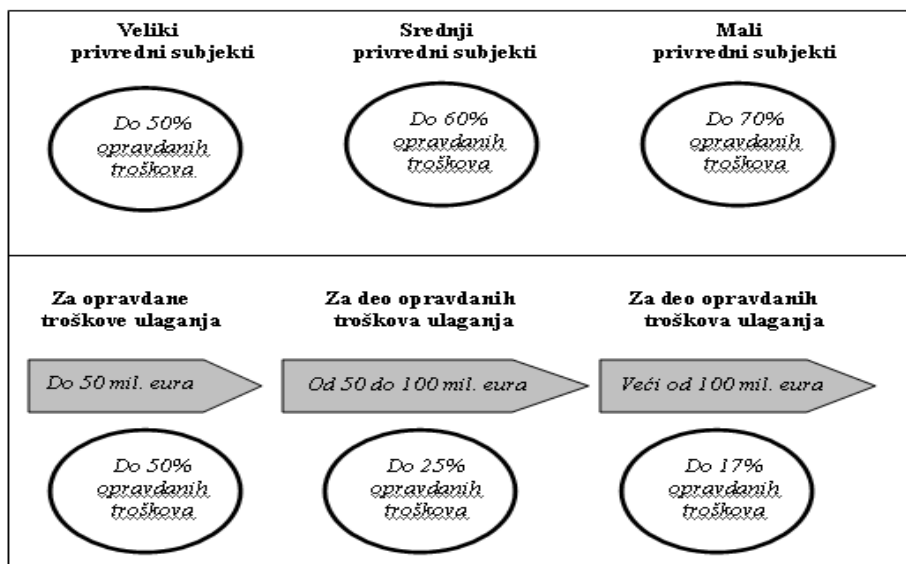 Veliki
privredni subjekti
Srednji
privredni subjekti
Mali
privredni subjekti
Do 50%
opravdanih
troškova
Do 60%
opravdanih
troškova
Do 70%
opravdanih
troškova
Za opravdane
troškove ulaganja
Za deo opravdanih
troškova ulaganja
Za deo opravdanih
troškova ulaganja
Do 50 mil. eura
Od 50 do 100 mil. eura
Veći od 100 mil. eura
Do 50%
opravdanih
troškova
Do 25%
opravdanih
troškova
Do 17%
opravdanih
troškova